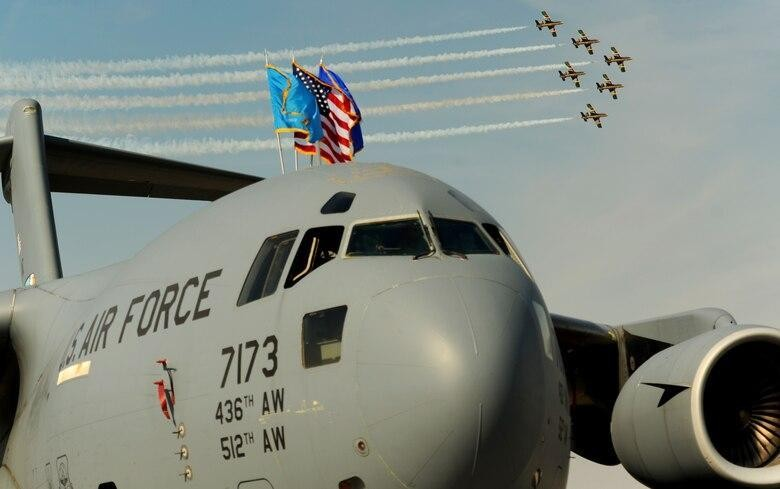 U.S. AIR FORCE
7173
436TH AW
512TH AW